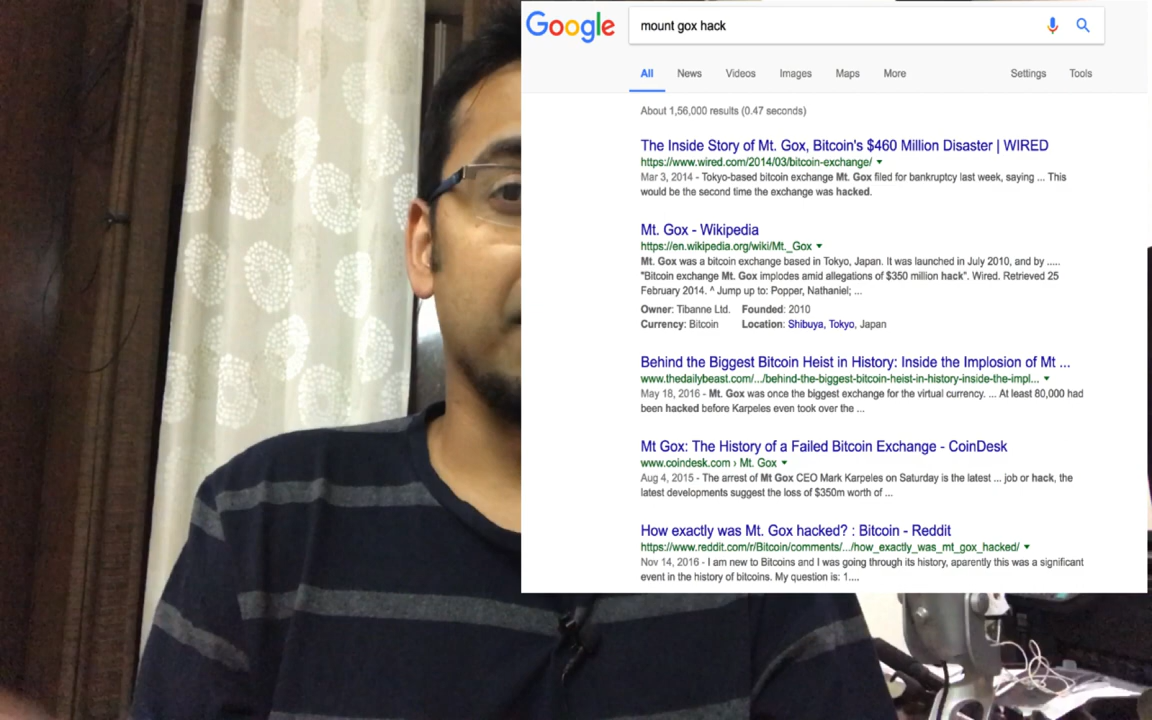 Google
mount gox hack
All News Videos Images Maps More Settings Tools
About 1,56,000 results (0.47 seconds)
The Inside Story of Mt. Gox, Bitcoin's $460 Million Disaster | WIRED
https://www.wired.com/2014/03/bitcoin-exchange/
Mar 3, 2014 - Tokyo-based bitcoin exchange Mt. Gox filed for bankruptcy last week, saying ... This
would be the second time the exchange was hacked.
Mt. Gox - Wikipedia
https://en.wikipedia.org/wiki/Mt._Gox
Mt. Gox was a bitcoin exchange based in Tokyo, Japan. It was launched in July 2010, and by .....
"Bitcoin exchange Mt. Gox implodes amid allegations of $350 million hack". Wired. Retrieved 25
February 2014. ^ Jump up to: Popper, Nathaniel; ...
Owner: Tibanne Ltd. Founded: 2010
Currency: Bitcoin Location: Shibuya, Tokyo, Japan
Behind the Biggest Bitcoin Heist in History: Inside the Implosion of Mt ...
www.thedailybeast.com/.../behind-the-biggest-bitcoin-heist-in-history-inside-the-impl...
May 18, 2016 - Mt. Gox was once the biggest exchange for the virtual currency. ... At least 80,000 had
been hacked before Karpeles even took over the ...
Mt Gox: The History of a Failed Bitcoin Exchange - CoinDesk
www.coindesk.com › Mt. Gox
Aug 4, 2015 - The arrest of Mt Gox CEO Mark Karpeles on Saturday is the latest ... job or hack, the
latest developments suggest the loss of $350m worth of ...
How exactly was Mt. Gox hacked? : Bitcoin - Reddit
https://www.reddit.com/r/Bitcoin/comments/.../how_exactly_was_mt_gox_hacked/
Nov 14, 2016 - I am new to Bitcoins and I was going through its history, apparently this was a significant
event in the history of bitcoins. My question is: 1....